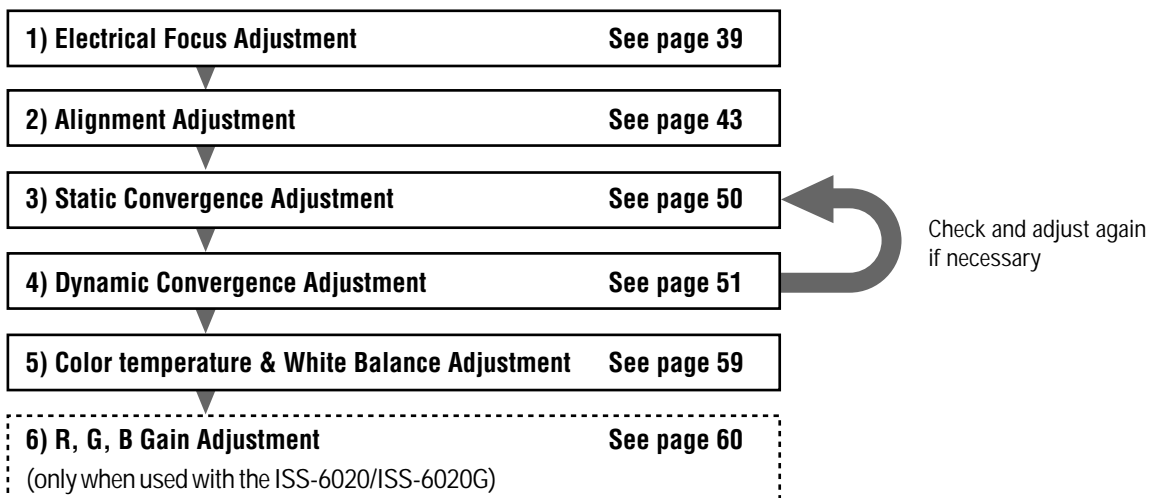 1) Electrical Focus Adjustment See page 39
2) Alignment Adjustment See page 43
3) Static Convergence Adjustment See page 50
Check and adjust again
if necessary
4) Dynamic Convergence Adjustment See page 51
5) Color temperature & White Balance Adjustment See page 59
6) R, G, B Gain Adjustment See page 60
(only when used with the ISS-6020/ISS-6020G)